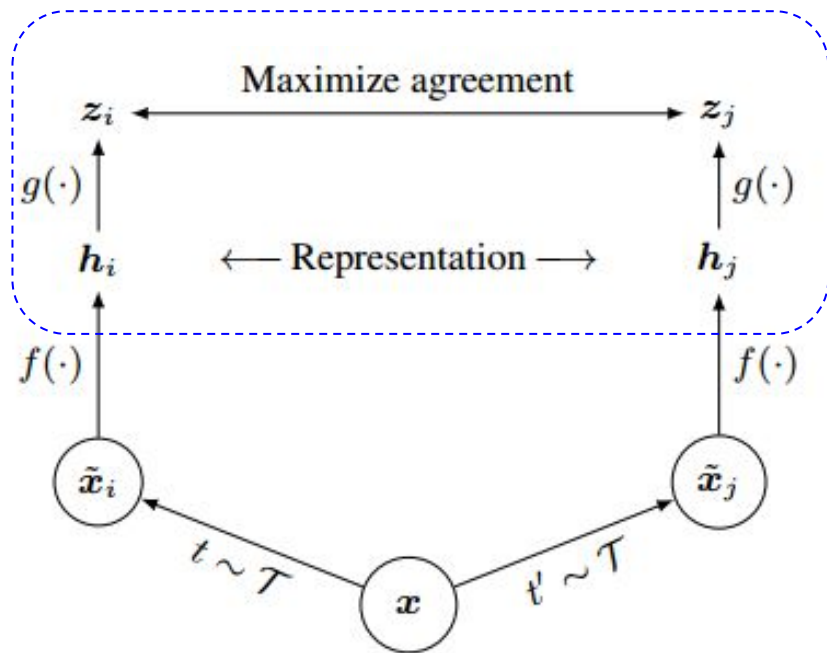 Maximize agreement
z_i z_j
g(·) g(·)
h_i ← Representation → h_j
f(·) f(·)
x̃_i x̃_j
t ∼ 𝒯 t′ ∼ 𝒯
x